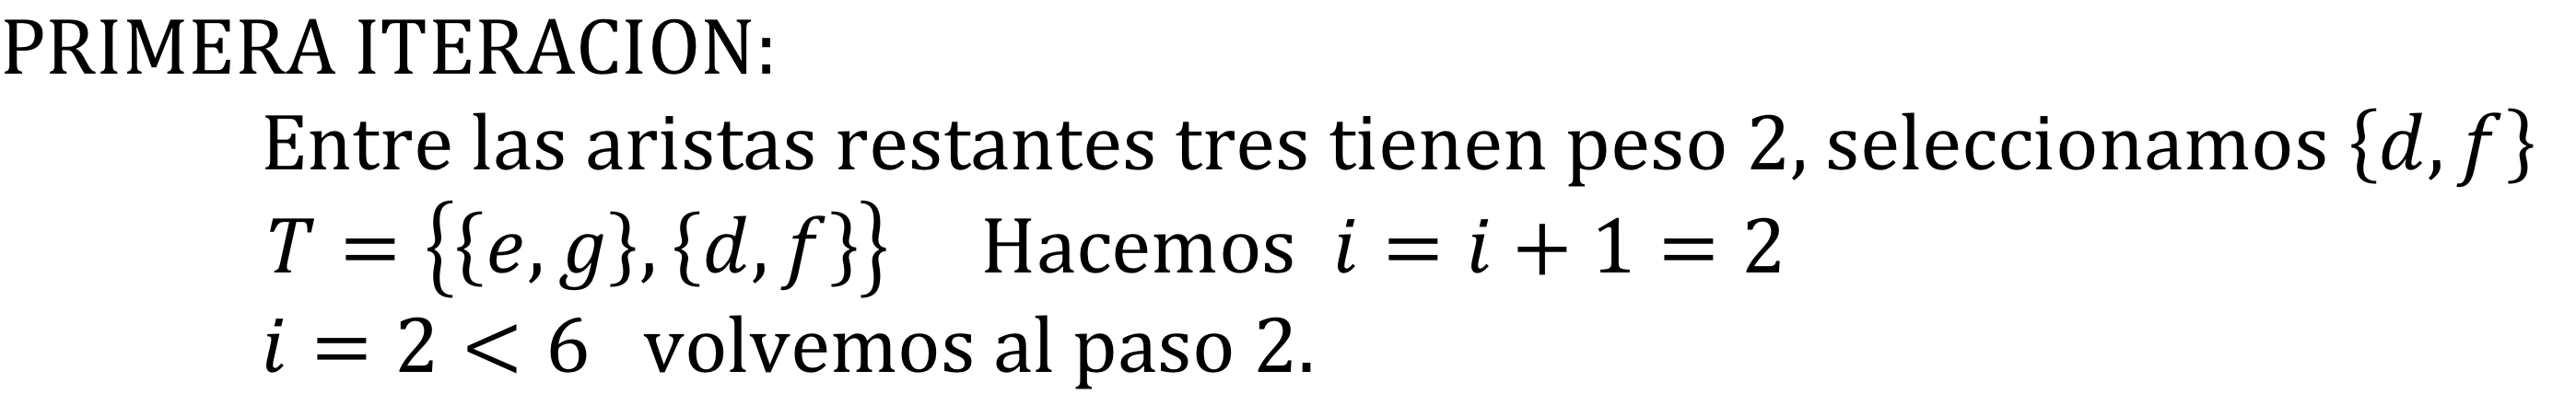 PRIMERA ITERACION:
Entre las aristas restantes tres tienen peso 2, seleccionamos {d, f}
T = {{e, g}, {d, f}} Hacemos i = i + 1 = 2
i = 2 < 6 volvemos al paso 2.